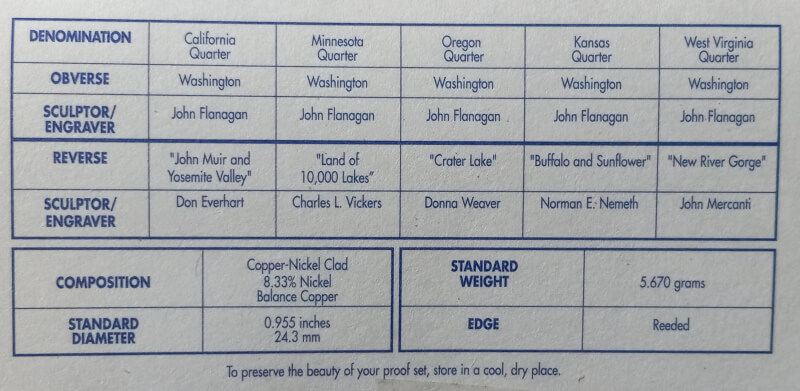 DENOMINATION California Quarter Minnesota Quarter Oregon Quarter Kansas Quarter West Virginia Quarter
OBVERSE Washington Washington Washington Washington Washington
SCULPTOR/ ENGRAVER John Flanagan John Flanagan John Flanagan John Flanagan John Flanagan
REVERSE "John Muir and Yosemite Valley" "Land of 10,000 Lakes" "Crater Lake" "Buffalo and Sunflower" "New River Gorge"
SCULPTOR/ ENGRAVER Don Everhart Charles L. Vickers Donna Weaver Norman E. Nemeth John Mercanti
COMPOSITION Copper-Nickel Clad 8.33% Nickel Balance Copper
STANDARD WEIGHT 5.670 grams
STANDARD DIAMETER 0.955 inches 24.3 mm
EDGE Reeded
To preserve the beauty of your proof set, store in a cool, dry place.